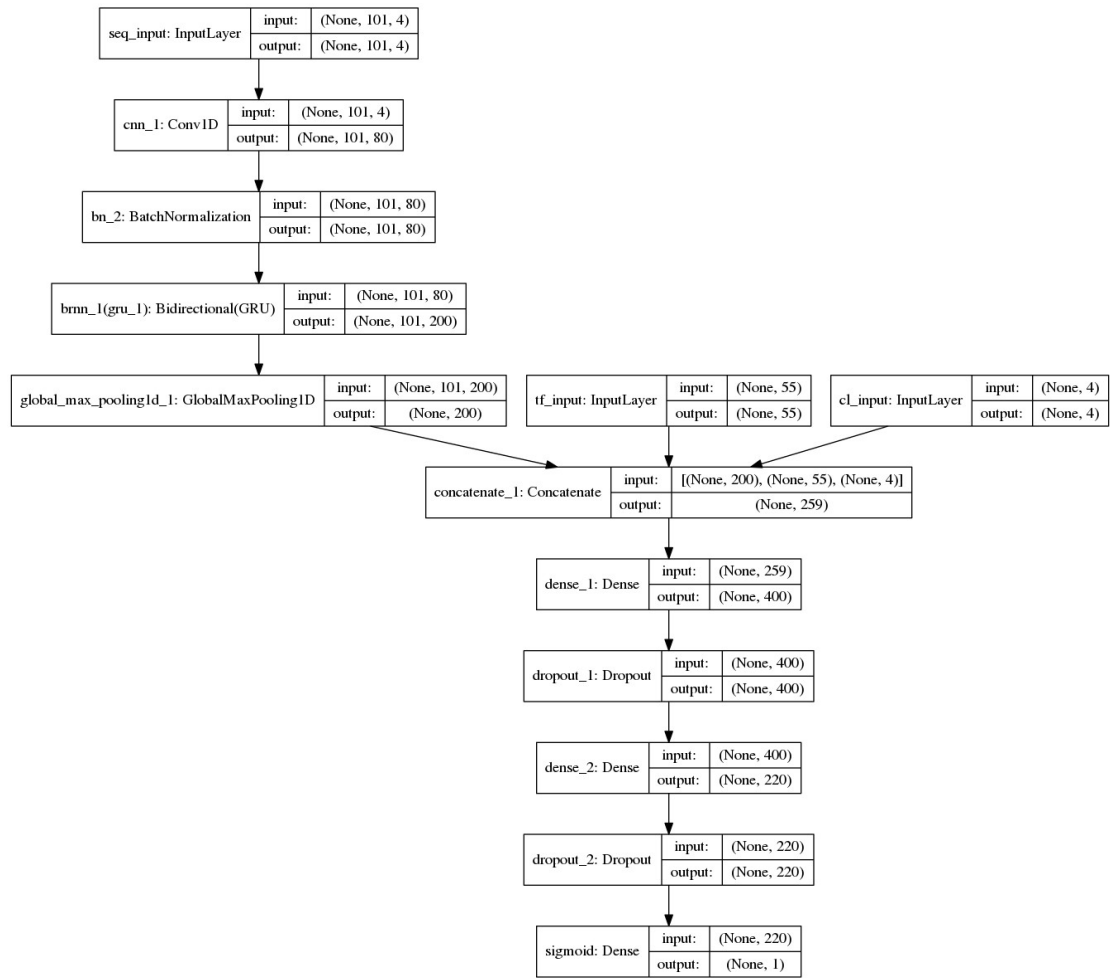 seq_input: InputLayer
input: (None, 101, 4)
output: (None, 101, 4)
cnn_1: Conv1D
input: (None, 101, 4)
output: (None, 101, 80)
bn_2: BatchNormalization
input: (None, 101, 80)
output: (None, 101, 80)
brnn_1(gru_1): Bidirectional(GRU)
input: (None, 101, 80)
output: (None, 101, 200)
global_max_pooling1d_1: GlobalMaxPooling1D
input: (None, 101, 200)
output: (None, 200)
tf_input: InputLayer
input: (None, 55)
output: (None, 55)
cl_input: InputLayer
input: (None, 4)
output: (None, 4)
concatenate_1: Concatenate
input: [(None, 200), (None, 55), (None, 4)]
output: (None, 259)
dense_1: Dense
input: (None, 259)
output: (None, 400)
dropout_1: Dropout
input: (None, 400)
output: (None, 400)
dense_2: Dense
input: (None, 400)
output: (None, 220)
dropout_2: Dropout
input: (None, 220)
output: (None, 220)
sigmoid: Dense
input: (None, 220)
output: (None, 1)